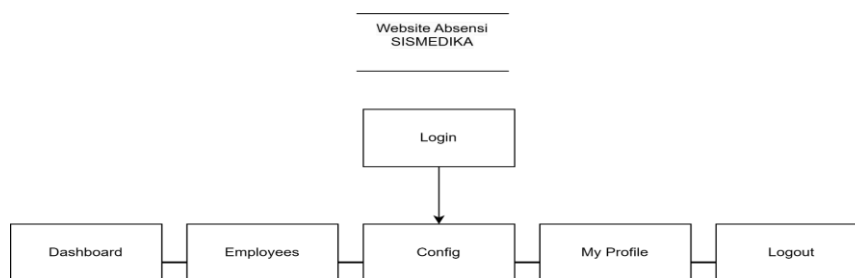 Website Absensi
SISMEDIKA
Login
Dashboard
Employees
Config
My Profile
Logout